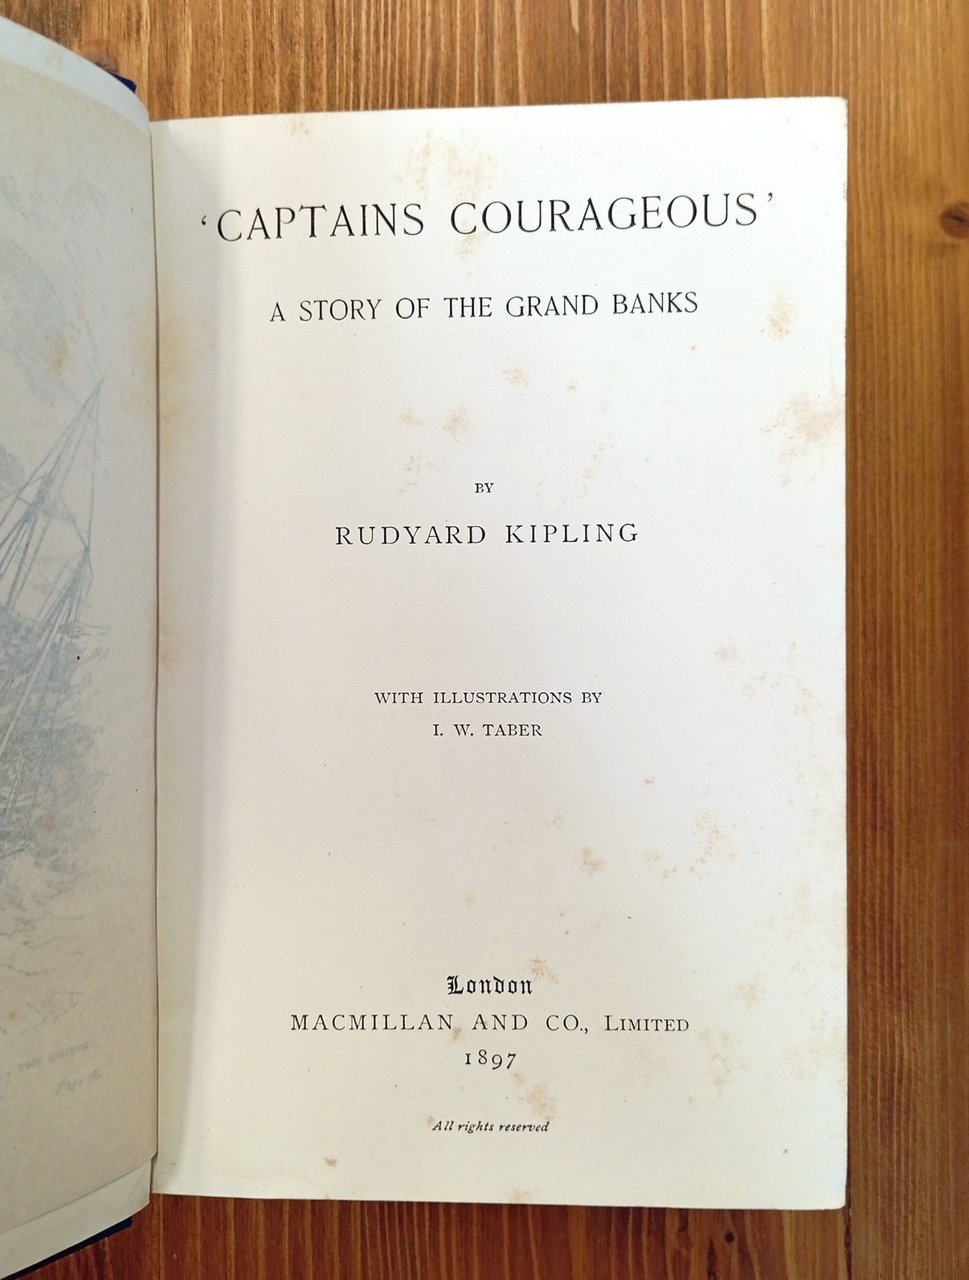 'CAPTAINS COURAGEOUS'
A STORY OF THE GRAND BANKS
BY
RUDYARD KIPLING
WITH ILLUSTRATIONS BY
I. W. TABER
London
MACMILLAN AND CO., LIMITED
1897
All rights reserved